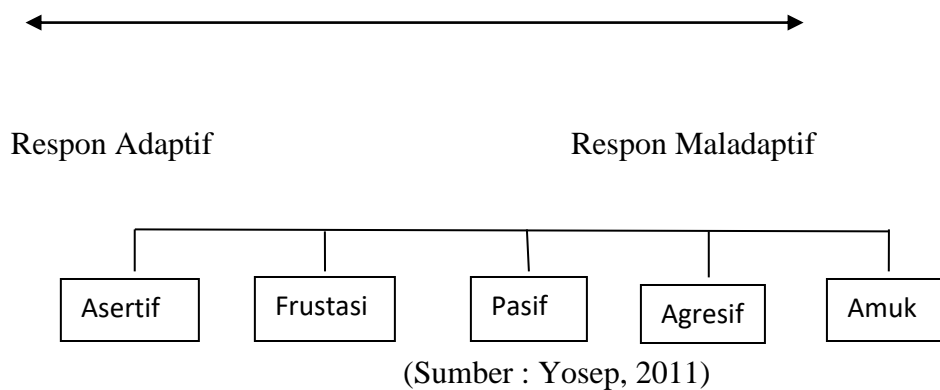 Respon Adaptif Respon Maladaptif
Asertif Frustasi Pasif Agresif Amuk
(Sumber : Yosep, 2011)